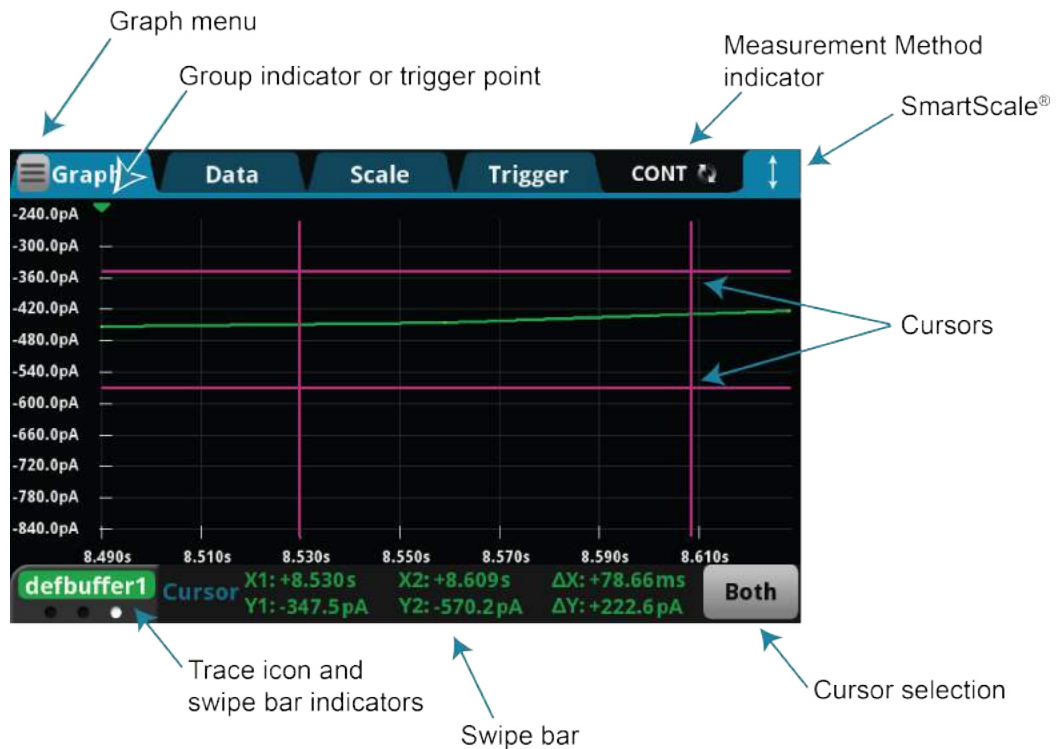 Graph menu
Group indicator or trigger point
Measurement Method
indicator
SmartScale®
Graph
Data
Scale
Trigger
CONT
-240.0pA
-300.0pA
-360.0pA
-420.0pA
-480.0pA
-540.0pA
-600.0pA
-660.0pA
-720.0pA
-780.0pA
-840.0pA
Cursors
8.490s 8.510s 8.530s 8.550s 8.570s 8.590s 8.610s
defbuffer1
Cursor
X1: +8.530s X2: +8.609s ΔX: +78.66ms
Y1: -347.5pA Y2: -570.2pA ΔY: +222.6pA
Both
Trace icon and
swipe bar indicators
Swipe bar
Cursor selection